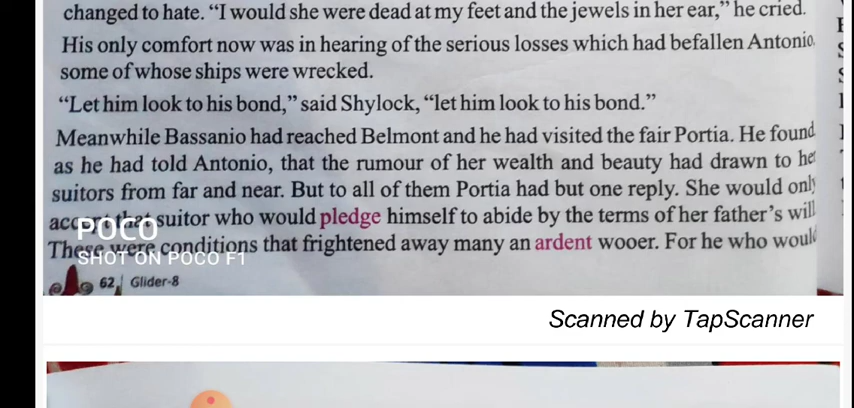 changed to hate. “I would she were dead at my feet and the jewels in her ear,” he cried.
His only comfort now was in hearing of the serious losses which had befallen Antonio,
some of whose ships were wrecked.
“Let him look to his bond,” said Shylock, “let him look to his bond.”
Meanwhile Bassanio had reached Belmont and he had visited the fair Portia. He found
as he had told Antonio, that the rumour of her wealth and beauty had drawn to her
suitors from far and near. But to all of them Portia had but one reply. She would only
accept that suitor who would pledge himself to abide by the terms of her father’s will
POCO
These were conditions that frightened away many an ardent wooer. For he who would
SHOT ON POCO F1
62 Glider-8
Scanned by TapScanner